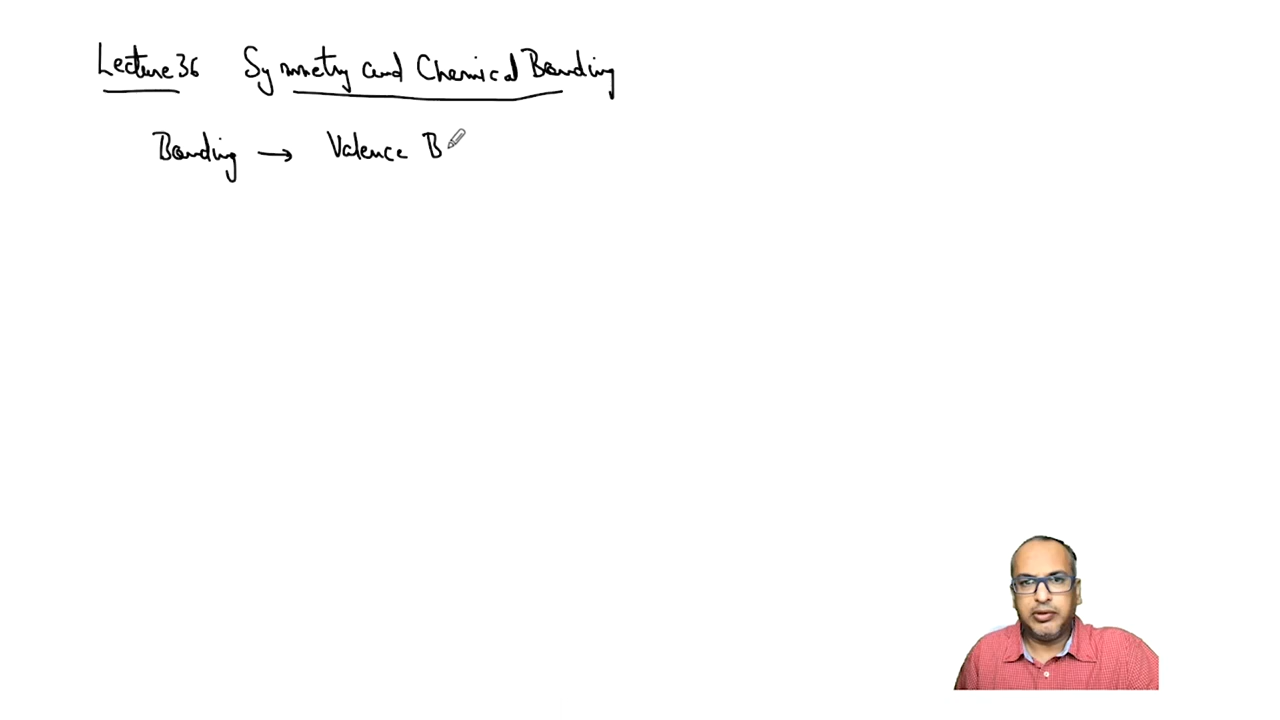 Lecture 36 Symmetry and Chemical Bonding
Bonding → Valence B